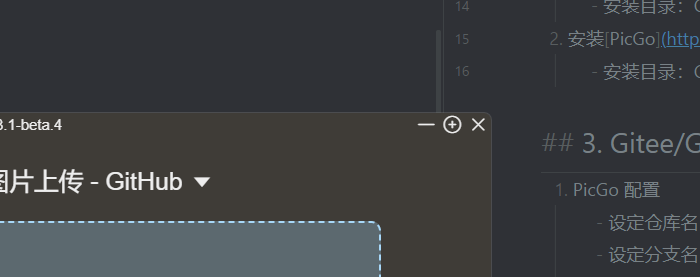 14 - 安装目录：
15 2. 安装[PicGo](http
16 - 安装目录：
3.1-beta.4
图片上传 - GitHub
## 3. Gitee/G
1. PicGo 配置
- 设定仓库名
- 设定分支名